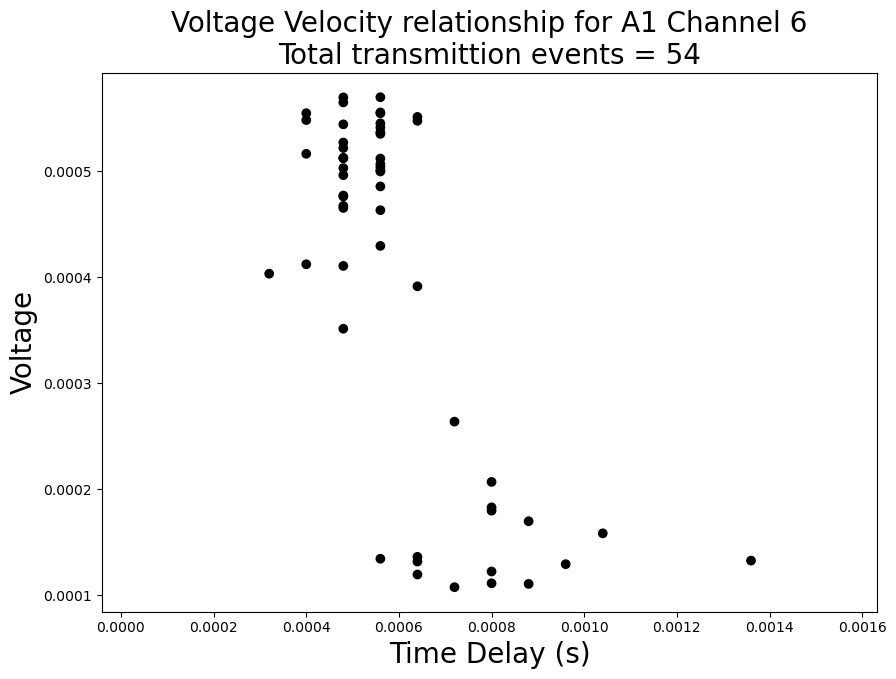 Voltage Velocity relationship for A1 Channel 6
Total transmittion events = 54
0.0005
0.0004
0.0003
0.0002
0.0001
Voltage
0.0000 0.0002 0.0004 0.0006 0.0008 0.0010 0.0012 0.0014 0.0016
Time Delay (s)